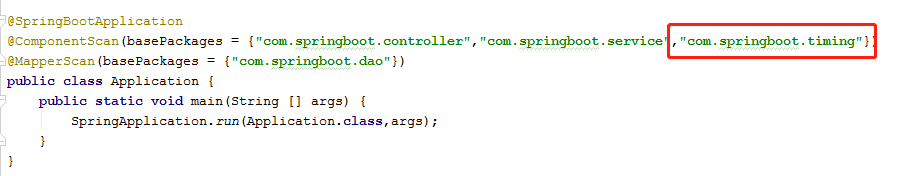 @SpringBootApplication
@ComponentScan(basePackages = {"com.springboot.controller","com.springboot.service","com.springboot.timing"})
@MapperScan(basePackages = {"com.springboot.dao"})
public class Application {
    public static void main(String [] args) {
        SpringApplication.run(Application.class,args);
    }
}